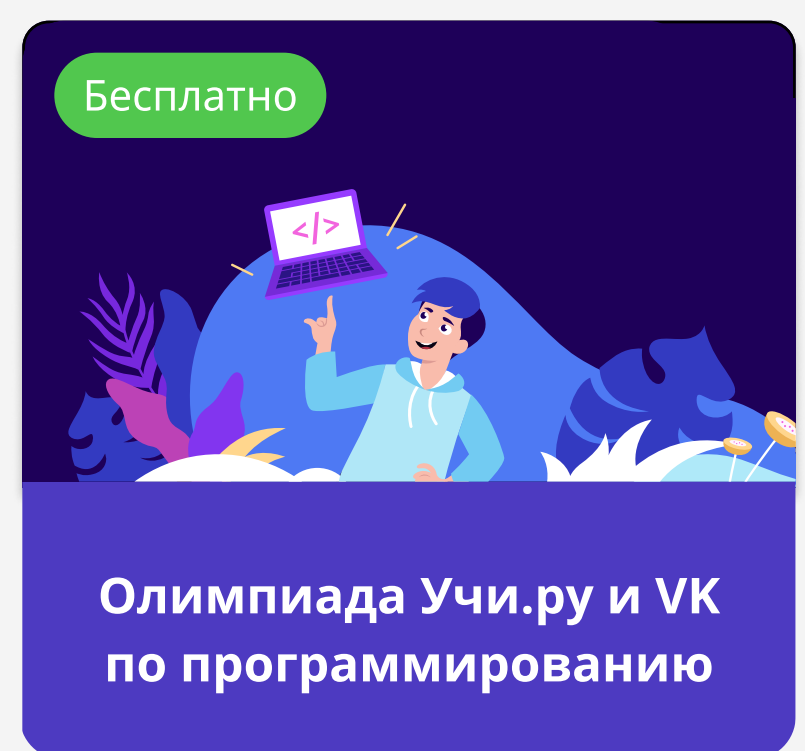 Бесплатно
</>
Олимпиада Учи.ру и VK
по программированию